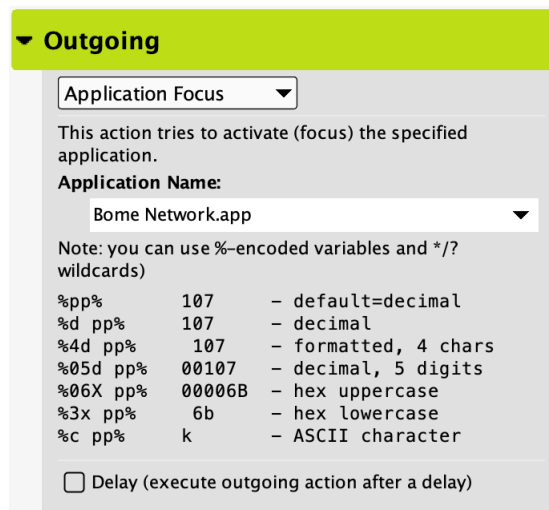 Outgoing
Application Focus
This action tries to activate (focus) the specified
application.
Application Name:
Bome Network.app
Note: you can use %-encoded variables and */?
wildcards)
%pp%      107    – default=decimal
%d pp%    107    – decimal
%4d pp%    107   – formatted, 4 chars
%05d pp%  00107  – decimal, 5 digits
%06X pp%  00006B – hex uppercase
%3x pp%    6b    – hex lowercase
%c pp%    k      – ASCII character
Delay (execute outgoing action after a delay)